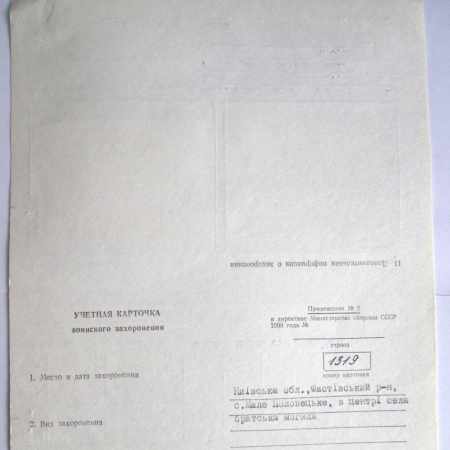 11. Дополнительная информация о захоронении
УЧЕТНАЯ КАРТОЧКА
воинского захоронения
Приложение № 2
к директиве Министерства обороны СССР
1990 года №
страна
1319
номер карточки
1. Место и дата захоронения
Київська обл.,Фастівський р-н,
с.Мале Половецьке, в центрі села
2. Вид захоронения
братська могила